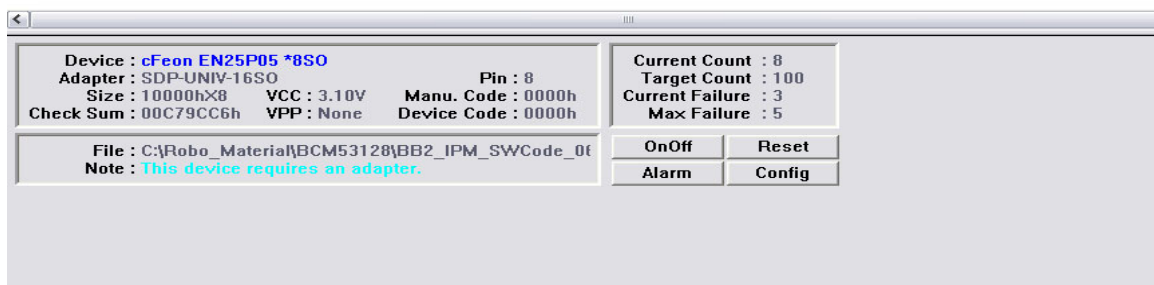 Device : cFeon EN25P05 *8SO
Adapter : SDP-UNIV-16SO Pin : 8
Size : 10000hX8 VCC : 3.10V Manu. Code : 0000h
Check Sum : 00C79CC6h VPP : None Device Code : 0000h
File : C:\Robo_Material\BCM53128\BB2_IPM_SWCode_06
Note : This device requires an adapter.
Current Count : 8
Target Count : 100
Current Failure : 3
Max Failure : 5
OnOff Reset
Alarm Config